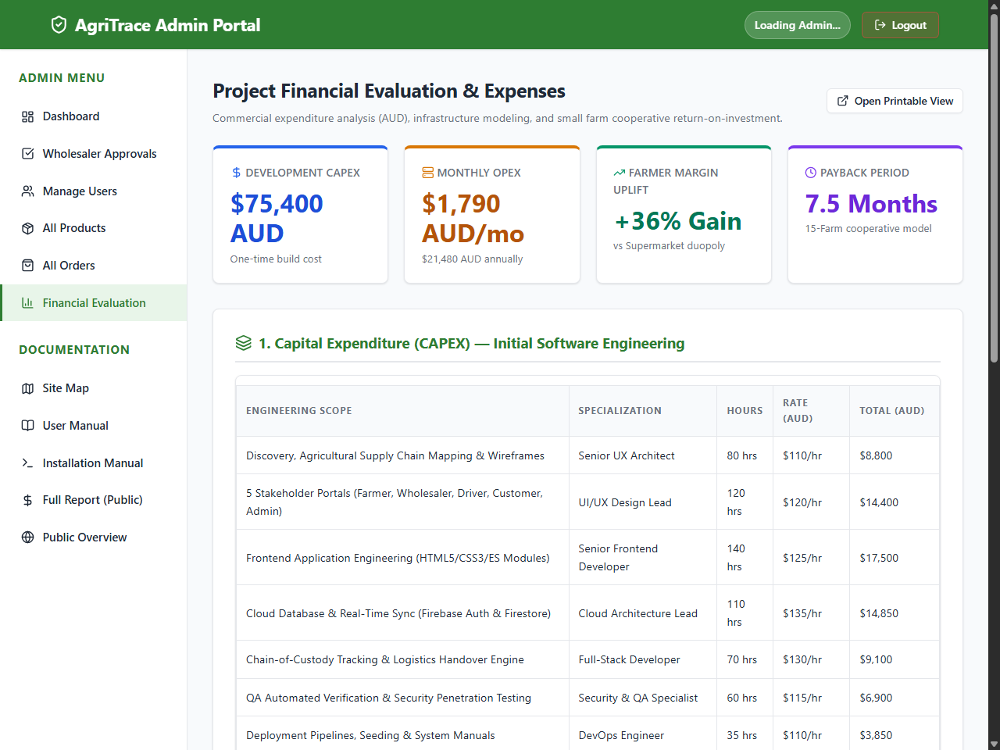 AgriTrace Admin Portal
Loading Admin...
Logout
ADMIN MENU
Dashboard
Wholesaler Approvals
Manage Users
All Products
All Orders
Financial Evaluation
DOCUMENTATION
Site Map
User Manual
Installation Manual
Full Report (Public)
Public Overview
Project Financial Evaluation & Expenses
Commercial expenditure analysis (AUD), infrastructure modeling, and small farm cooperative return-on-investment.
Open Printable View
DEVELOPMENT CAPEX
$75,400
AUD
One-time build cost
MONTHLY OPEX
$1,790
AUD/mo
$21,480 AUD annually
FARMER MARGIN
UPLIFT
+36% Gain
vs Supermarket duopoly
PAYBACK PERIOD
7.5 Months
15-Farm cooperative model
1. Capital Expenditure (CAPEX) — Initial Software Engineering
ENGINEERING SCOPE
SPECIALIZATION
HOURS
RATE
(AUD)
TOTAL (AUD)
Discovery, Agricultural Supply Chain Mapping & Wireframes
Senior UX Architect
80 hrs
$110/hr
$8,800
5 Stakeholder Portals (Farmer, Wholesaler, Driver, Customer,
Admin)
UI/UX Design Lead
120
hrs
$120/hr
$14,400
Frontend Application Engineering (HTML5/CSS3/ES Modules)
Senior Frontend
Developer
140
hrs
$125/hr
$17,500
Cloud Database & Real-Time Sync (Firebase Auth & Firestore)
Cloud Architecture Lead
110
hrs
$135/hr
$14,850
Chain-of-Custody Tracking & Logistics Handover Engine
Full-Stack Developer
70 hrs
$130/hr
$9,100
QA Automated Verification & Security Penetration Testing
Security & QA Specialist
60 hrs
$115/hr
$6,900
Deployment Pipelines, Seeding & System Manuals
DevOps Engineer
35 hrs
$110/hr
$3,850